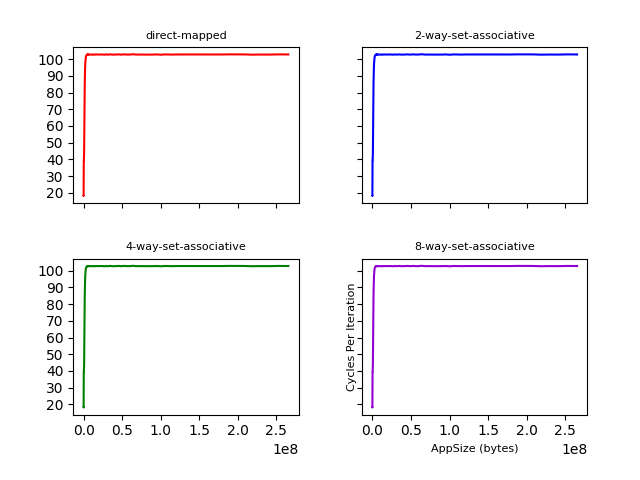 direct-mapped
2-way-set-associative
100
90
80
70
60
50
40
30
20
4-way-set-associative
8-way-set-associative
100
90
80
70
60
50
40
30
20
Cycles Per Iteration
0.0 0.5 1.0 1.5 2.0 2.5
1e8
0.0 0.5 1.0 1.5 2.0 2.5
1e8
AppSize (bytes)